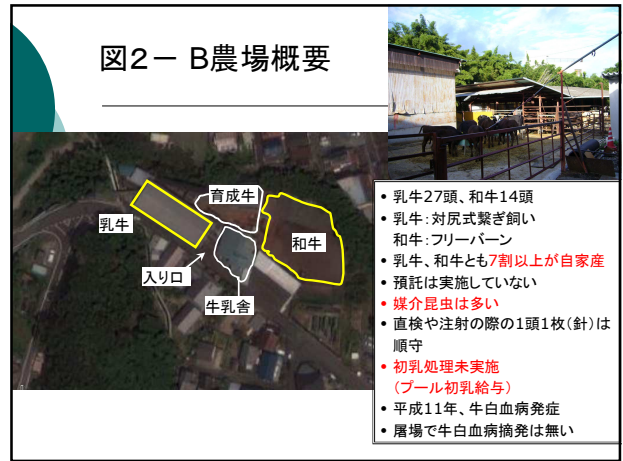 図2－ B農場概要
育成牛
乳牛
和牛
入り口
牛乳舎
• 乳牛27頭、和牛14頭
• 乳牛:対尻式繋ぎ飼い
和牛:フリーバーン
• 乳牛、和牛とも7割以上が自家産
• 預託は実施していない
• 媒介昆虫は多い
• 直検や注射の際の1頭1枚(針)は
順守
• 初乳処理未実施
(プール初乳給与)
• 平成11年、牛白血病発症
• 屠場で牛白血病摘発は無い